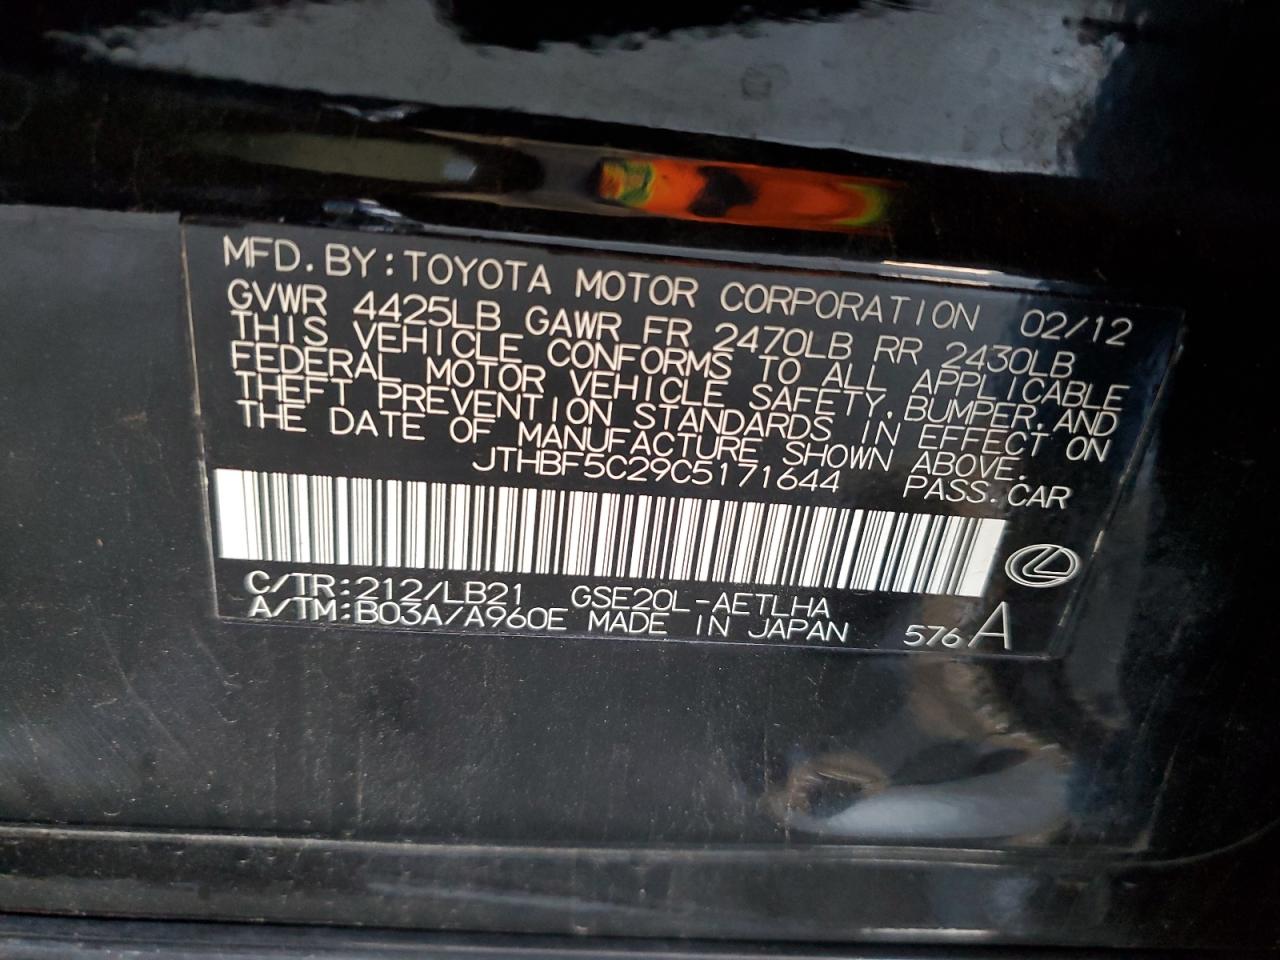 MFD.BY:TOYOTA MOTOR CORPORATION 02/12
GVWR 4425LB GAWR FR 2470LB RR 2430LB
THIS VEHICLE CONFORMS TO ALL APPLICABLE
FEDERAL MOTOR VEHICLE SAFETY,BUMPER,AND
THEFT PREVENTION STANDARDS IN EFFECT ON
THE DATE OF MANUFACTURE SHOWN ABOVE.
JTHBF5C29C5171644 PASS.CAR
C/TR:212/LB21 GSE20L-AETLHA
A/TM:B03A/A960E MADE IN JAPAN 576 A